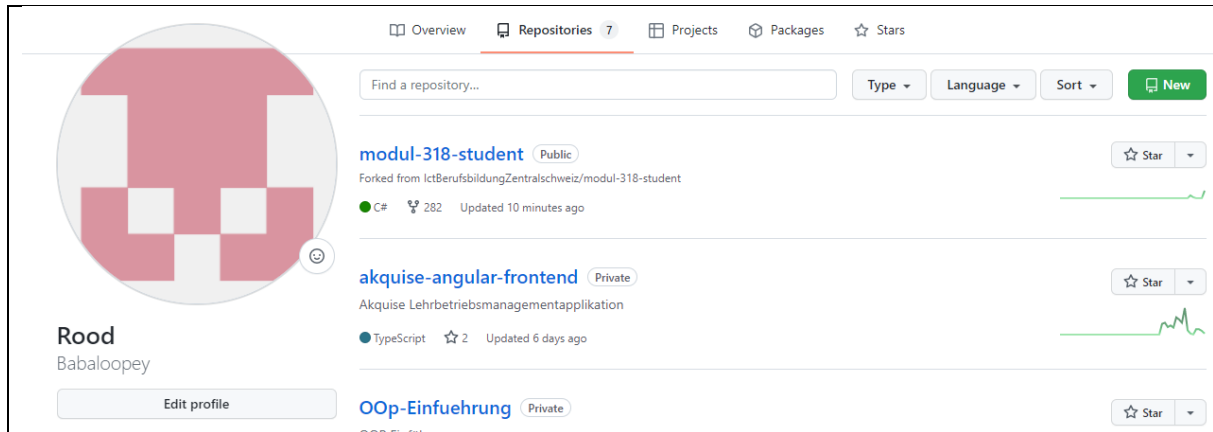 Overview Repositories 7 Projects Packages Stars
Find a repository... Type Language Sort New
modul-318-student Public Star
Forked from IctBerufsbildungZentralschweiz/modul-318-student
C# 282 Updated 10 minutes ago
akquise-angular-frontend Private Star
Akquise Lehrbetriebsmanagementapplikation
TypeScript 2 Updated 6 days ago
Rood
Babaloopey
Edit profile
OOp-Einfuehrung Private Star